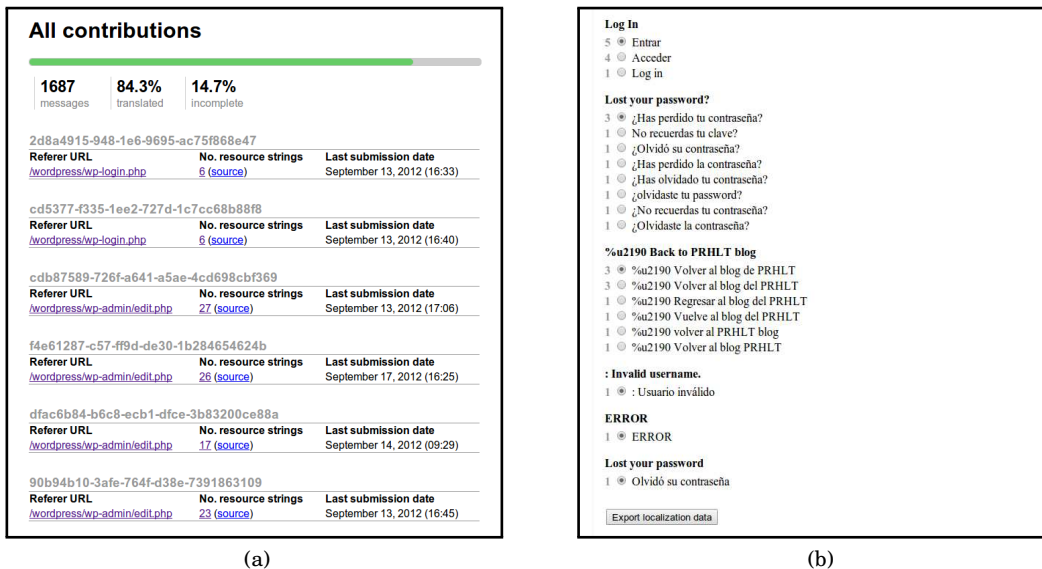 All contributions
1687 84.3% 14.7%
messages translated incomplete
2d8a4915-948-1e6-9695-ac75f868e47
Referer URL No. resource strings Last submission date
/wordpress/wp-login.php 6 (source) September 13, 2012 (16:33)
cd5377-f335-1ee2-727d-1c7cc68b88f8
Referer URL No. resource strings Last submission date
/wordpress/wp-login.php 6 (source) September 13, 2012 (16:40)
cdb87589-726f-a641-a5ae-4cd698cbf369
Referer URL No. resource strings Last submission date
/wordpress/wp-admin/edit.php 27 (source) September 13, 2012 (17:06)
f4e61287-c57-ff9d-de30-1b284654624b
Referer URL No. resource strings Last submission date
/wordpress/wp-admin/edit.php 26 (source) September 17, 2012 (16:25)
dfac6b84-b6c8-ecb1-dfce-3b83200ce88a
Referer URL No. resource strings Last submission date
/wordpress/wp-admin/edit.php 17 (source) September 14, 2012 (09:29)
90b94b10-3afe-764f-d38e-7391863109
Referer URL No. resource strings Last submission date
/wordpress/wp-admin/edit.php 23 (source) September 13, 2012 (16:45)
(a)
Log In
5 Entrar
4 Acceder
1 Log in
Lost your password?
3 ¿Has perdido tu contraseña?
1 No recuerdas tu clave?
1 ¿Olvidó su contraseña?
1 ¿Has perdido la contraseña?
1 ¿Has olvidado tu contraseña?
1 ¿olvidaste tu password?
1 ¿No recuerdas tu contraseña?
1 ¿Olvidaste la contraseña?
%u2190 Back to PRHLT blog
3 %u2190 Volver al blog de PRHLT
3 %u2190 Volver al blog del PRHLT
1 %u2190 Regresar al blog del PRHLT
1 %u2190 Vuelve al blog del PRHLT
1 %u2190 volver al PRHLT blog
1 %u2190 Volver al blog PRHLT
: Invalid username.
1 : Usuario inválido
ERROR
1 ERROR
Lost your password
1 Olvidó su contraseña
Export localization data
(b)